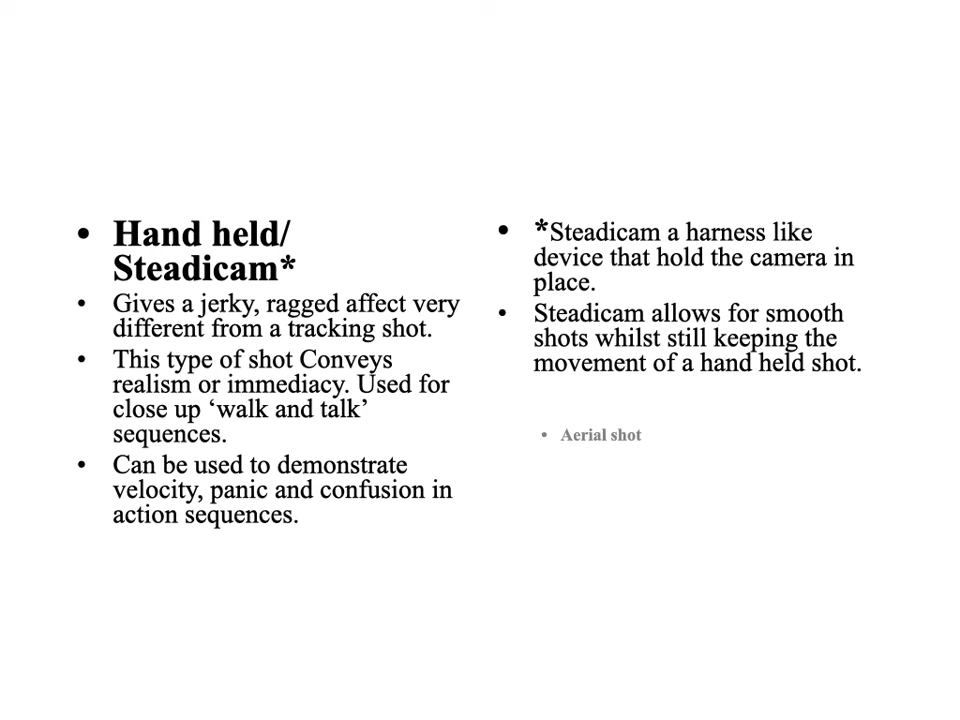 • Hand held/
Steadicam*
• Gives a jerky, ragged affect very
different from a tracking shot.
• This type of shot Conveys
realism or immediacy. Used for
close up ‘walk and talk’
sequences.
• Can be used to demonstrate
velocity, panic and confusion in
action sequences.
• *Steadicam a harness like
device that hold the camera in
place.
• Steadicam allows for smooth
shots whilst still keeping the
movement of a hand held shot.
• Aerial shot